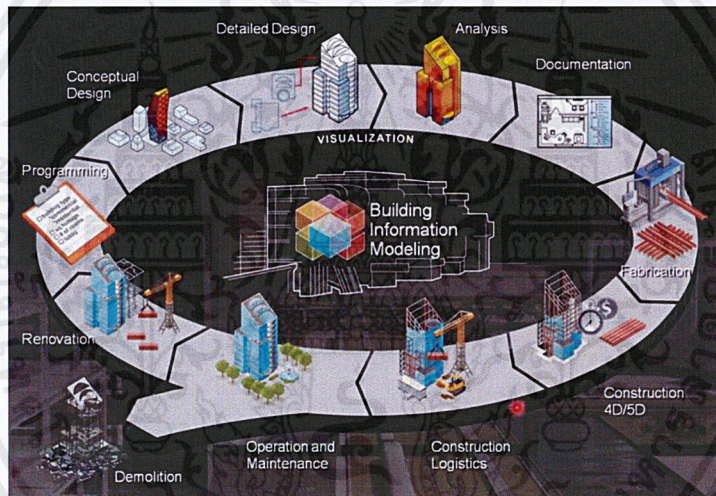 Detailed Design
Analysis
Conceptual
Design
Documentation
VISUALIZATION
Programming
Building
Information
Modeling
Fabrication
Renovation
Construction
4D/5D
Operation and
Maintenance
Construction
Logistics
Demolition